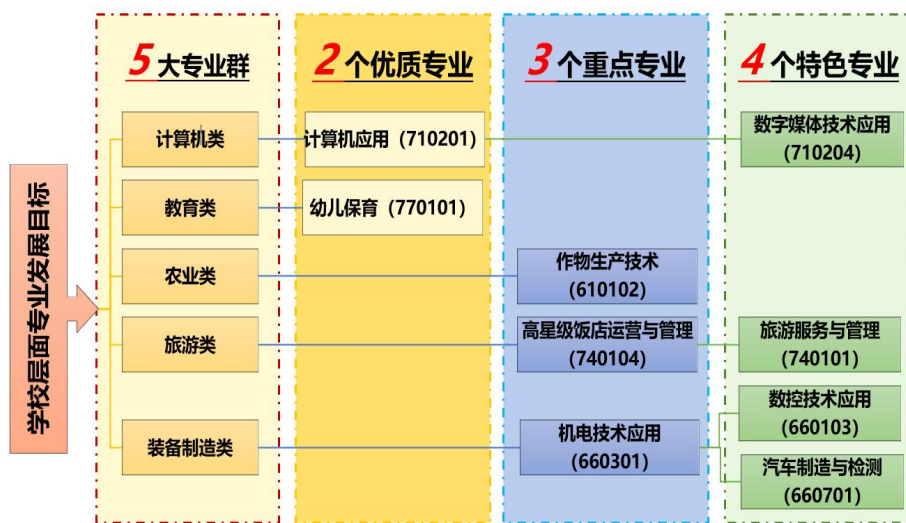 学校层面专业发展目标
5大专业群
计算机类
教育类
农业类
旅游类
装备制造类
2个优质专业
计算机应用（710201）
幼儿保育（770101）
3个重点专业
作物生产技术
（610102）
高星级饭店运营与管理
（740104）
机电技术应用
（660301）
4个特色专业
数字媒体技术应用
（710204）
旅游服务与管理
（740101）
数控技术应用
（660103）
汽车制造与检测
（660701）